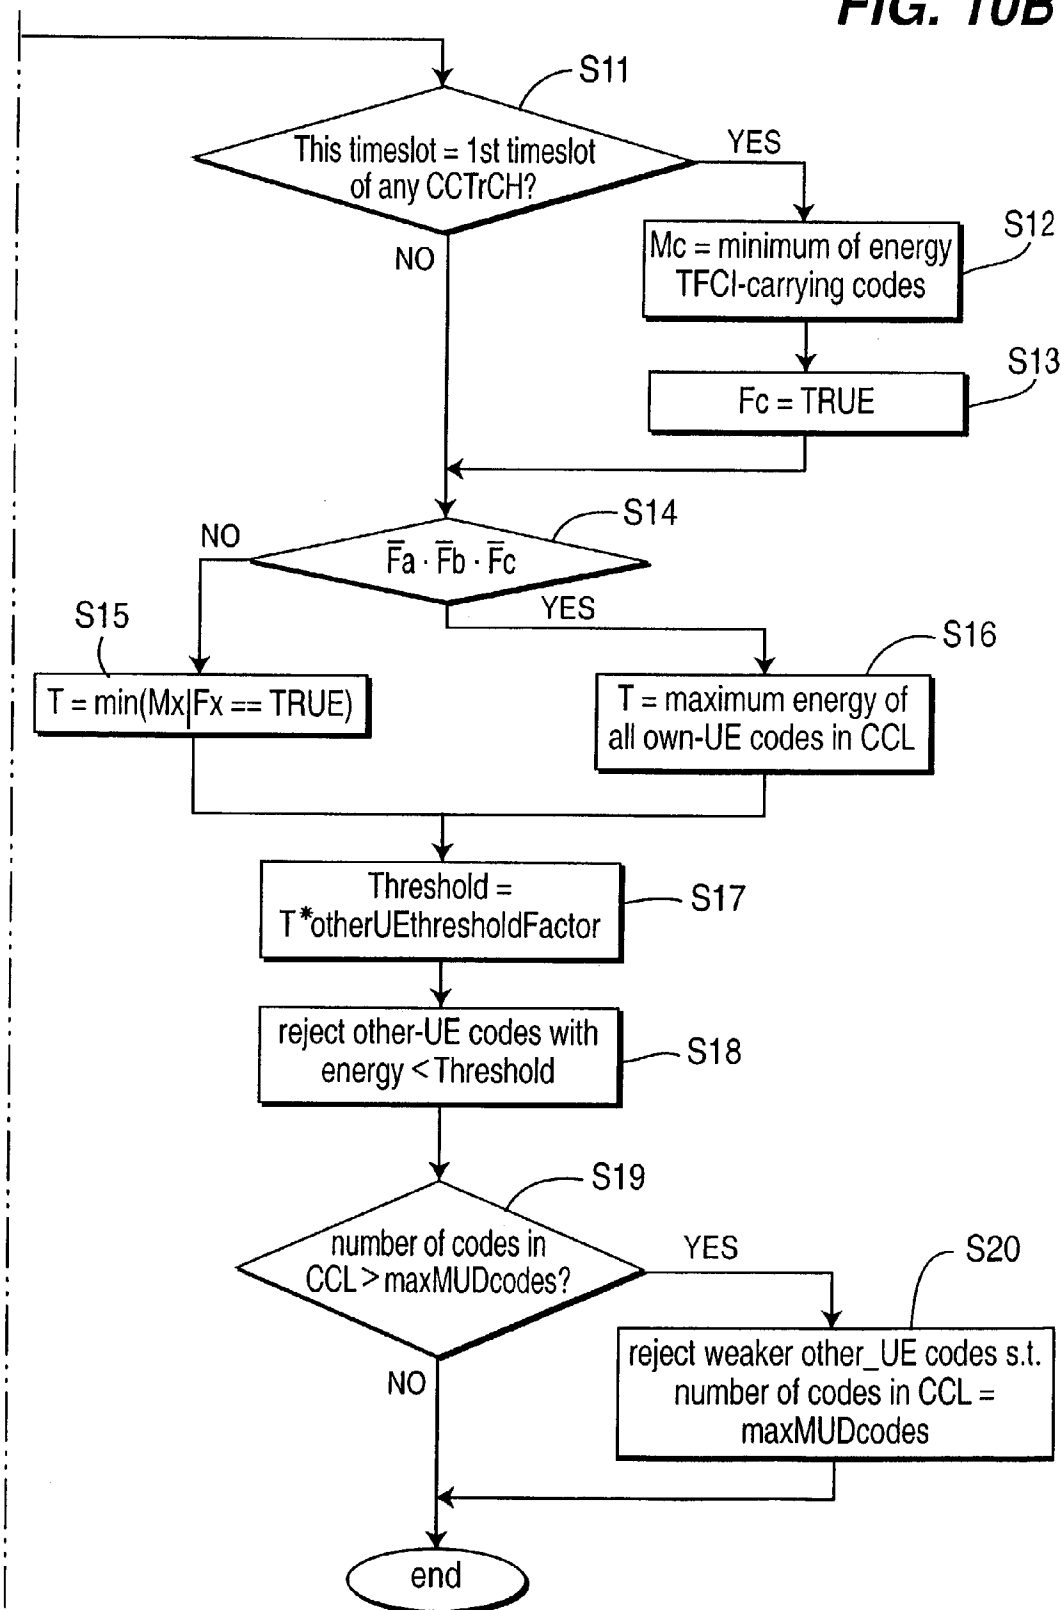 FIG. 10B
S11
This timeslot = 1st timeslot
of any CCTrCH?
YES
NO
S12
Mc = minimum of energy
TFCI-carrying codes
S13
Fc = TRUE
S14
F̅a · F̅b · F̅c
NO
YES
S15
T = min(Mx|Fx == TRUE)
S16
T = maximum energy of
all own-UE codes in CCL
Threshold =
T*otherUEthresholdFactor
S17
reject other-UE codes with
energy < Threshold
S18
S19
number of codes in
CCL > maxMUDcodes?
YES
NO
S20
reject weaker other_UE codes s.t.
number of codes in CCL =
maxMUDcodes
end